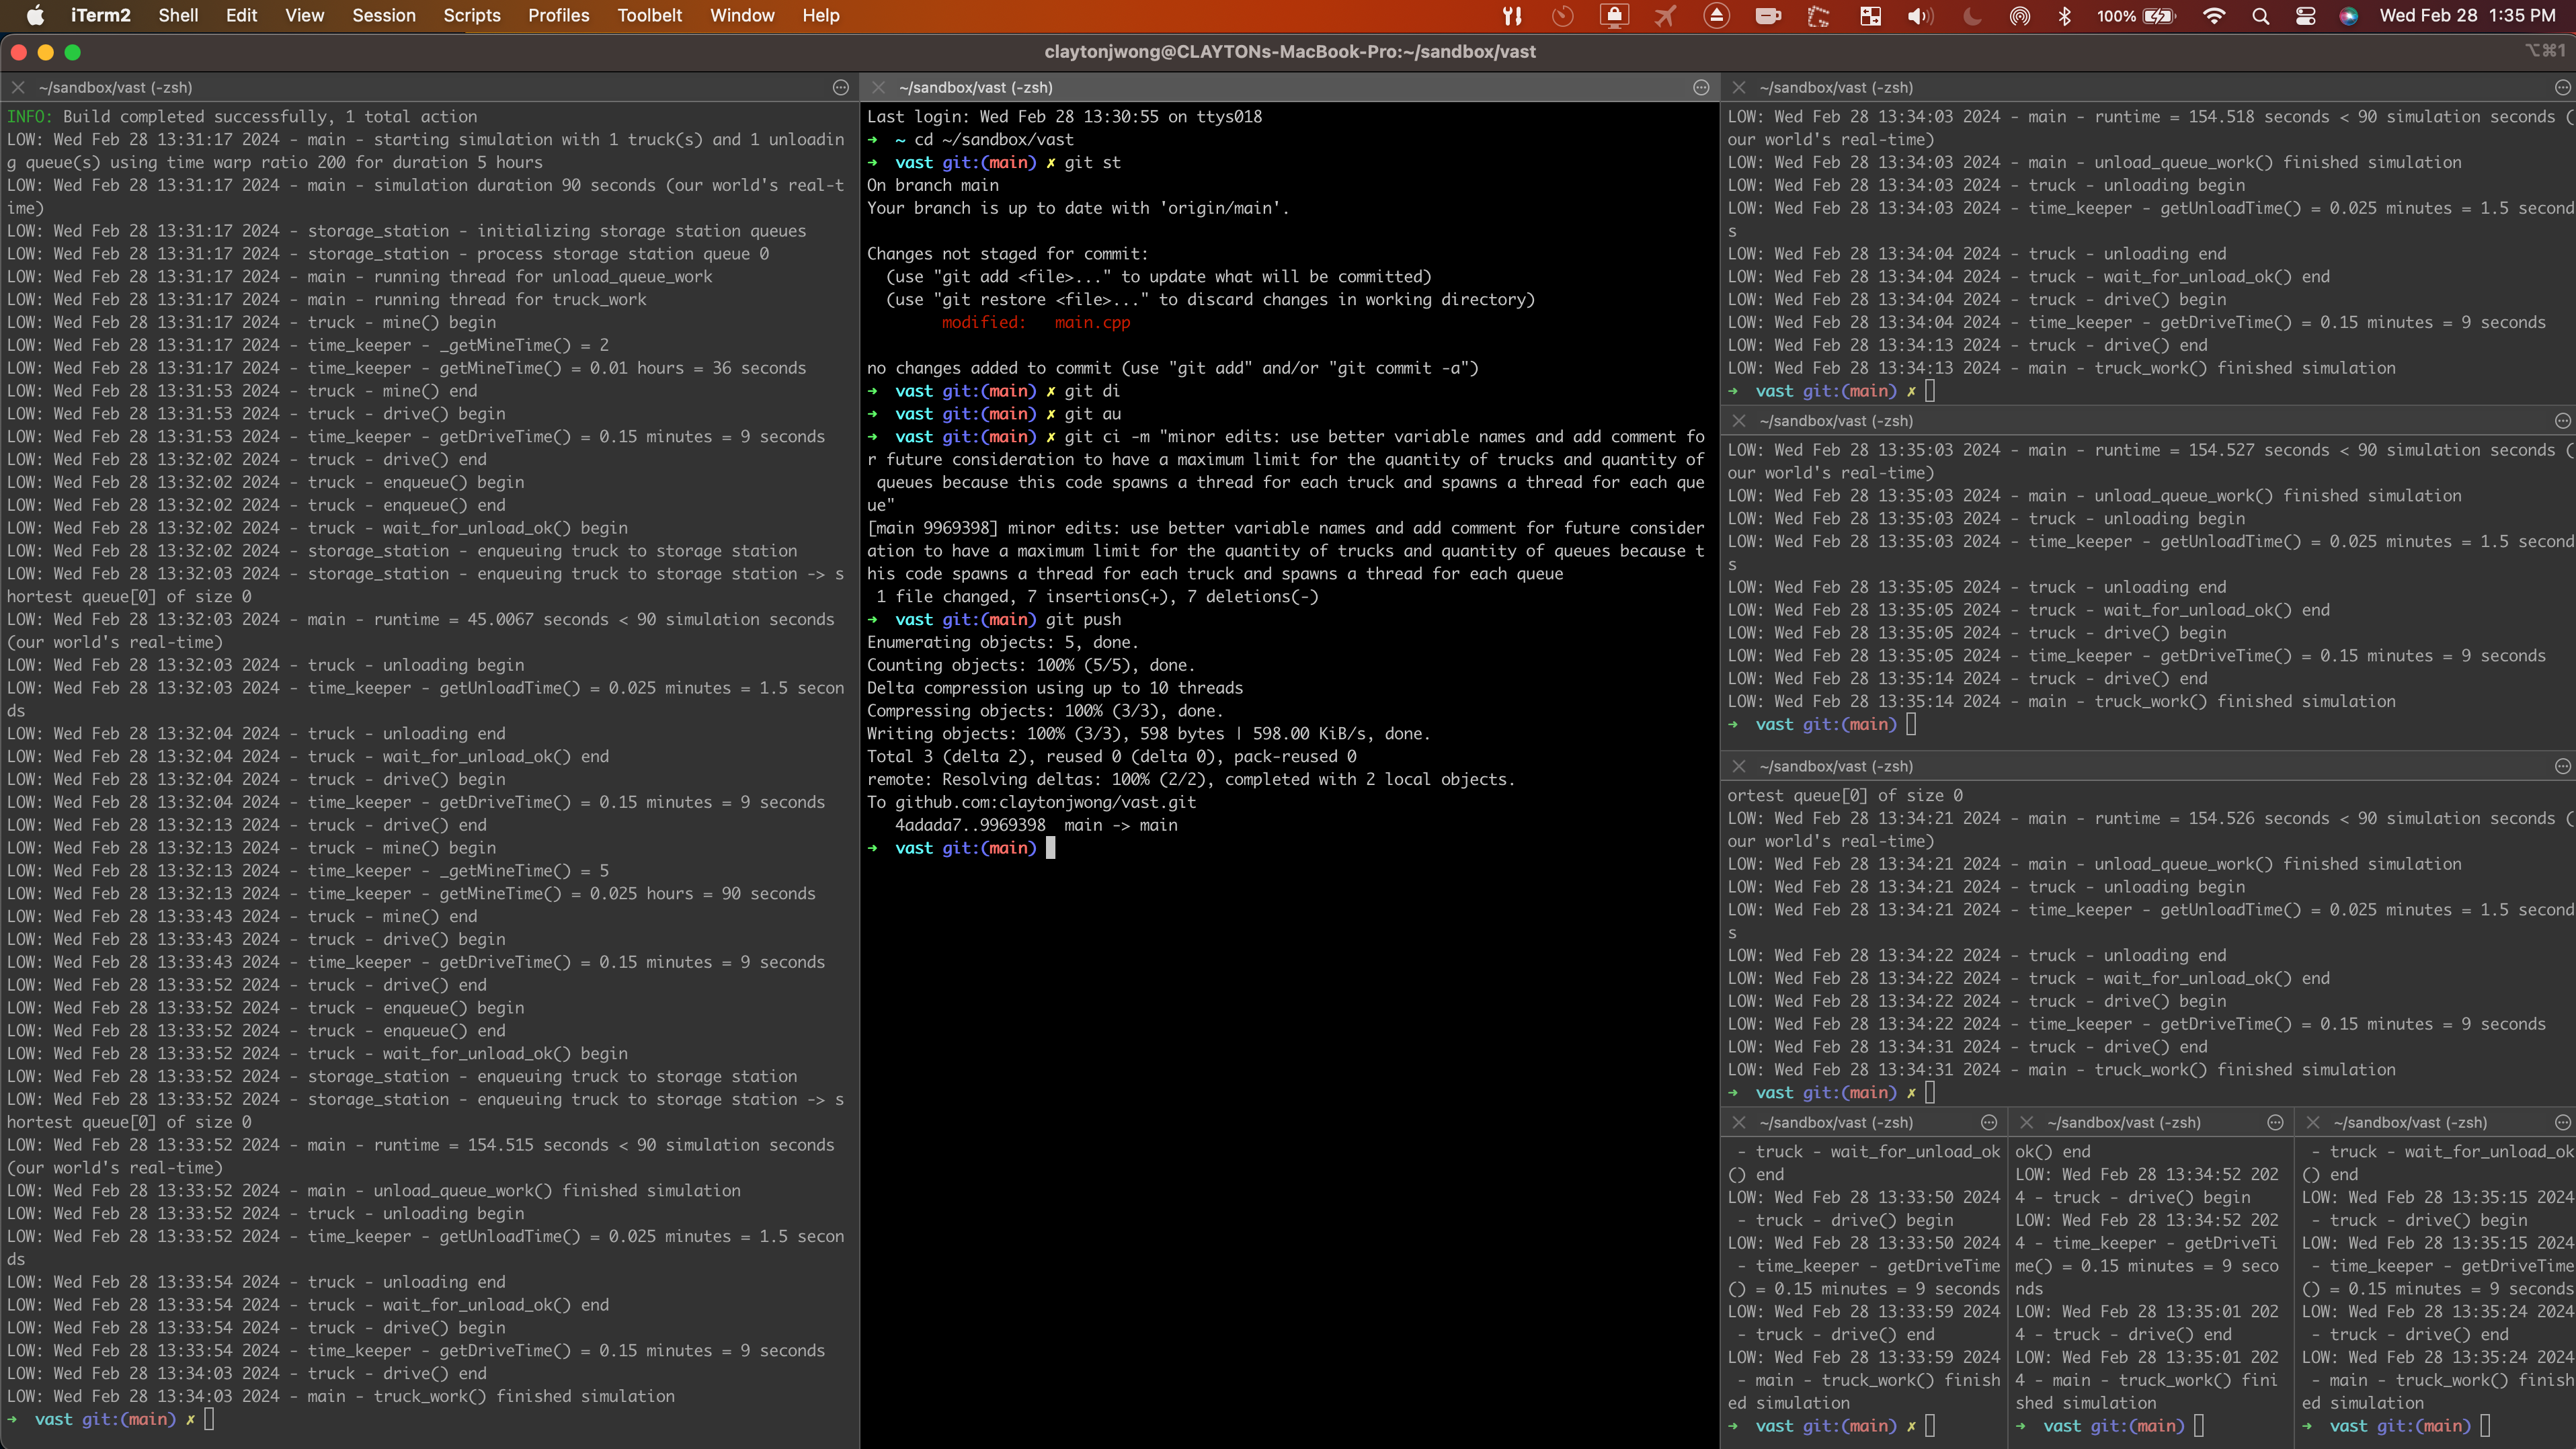 iTerm2 Shell Edit View Session Scripts Profiles Toolbelt Window Help 100% Wed Feb 28 1:35 PM
claytonjwong@CLAYTONs-MacBook-Pro:~/sandbox/vast ⌥⌘1
~/sandbox/vast (-zsh)
INFO: Build completed successfully, 1 total action
LOW: Wed Feb 28 13:31:17 2024 - main - starting simulation with 1 truck(s) and 1 unloadin
g queue(s) using time warp ratio 200 for duration 5 hours
LOW: Wed Feb 28 13:31:17 2024 - main - simulation duration 90 seconds (our world's real-t
ime)
LOW: Wed Feb 28 13:31:17 2024 - storage_station - initializing storage station queues
LOW: Wed Feb 28 13:31:17 2024 - storage_station - process storage station queue 0
LOW: Wed Feb 28 13:31:17 2024 - main - running thread for unload_queue_work
LOW: Wed Feb 28 13:31:17 2024 - main - running thread for truck_work
LOW: Wed Feb 28 13:31:17 2024 - truck - mine() begin
LOW: Wed Feb 28 13:31:17 2024 - time_keeper - _getMineTime() = 2
LOW: Wed Feb 28 13:31:17 2024 - time_keeper - getMineTime() = 0.01 hours = 36 seconds
LOW: Wed Feb 28 13:31:53 2024 - truck - mine() end
LOW: Wed Feb 28 13:31:53 2024 - truck - drive() begin
LOW: Wed Feb 28 13:31:53 2024 - time_keeper - getDriveTime() = 0.15 minutes = 9 seconds
LOW: Wed Feb 28 13:32:02 2024 - truck - drive() end
LOW: Wed Feb 28 13:32:02 2024 - truck - enqueue() begin
LOW: Wed Feb 28 13:32:02 2024 - truck - enqueue() end
LOW: Wed Feb 28 13:32:02 2024 - truck - wait_for_unload_ok() begin
LOW: Wed Feb 28 13:32:02 2024 - storage_station - enqueuing truck to storage station
LOW: Wed Feb 28 13:32:03 2024 - storage_station - enqueuing truck to storage station -> s
hortest queue[0] of size 0
LOW: Wed Feb 28 13:32:03 2024 - main - runtime = 45.0067 seconds < 90 simulation seconds
(our world's real-time)
LOW: Wed Feb 28 13:32:03 2024 - truck - unloading begin
LOW: Wed Feb 28 13:32:03 2024 - time_keeper - getUnloadTime() = 0.025 minutes = 1.5 secon
ds
LOW: Wed Feb 28 13:32:04 2024 - truck - unloading end
LOW: Wed Feb 28 13:32:04 2024 - truck - wait_for_unload_ok() end
LOW: Wed Feb 28 13:32:04 2024 - truck - drive() begin
LOW: Wed Feb 28 13:32:04 2024 - time_keeper - getDriveTime() = 0.15 minutes = 9 seconds
LOW: Wed Feb 28 13:32:13 2024 - truck - drive() end
LOW: Wed Feb 28 13:32:13 2024 - truck - mine() begin
LOW: Wed Feb 28 13:32:13 2024 - time_keeper - _getMineTime() = 5
LOW: Wed Feb 28 13:32:13 2024 - time_keeper - getMineTime() = 0.025 hours = 90 seconds
LOW: Wed Feb 28 13:33:43 2024 - truck - mine() end
LOW: Wed Feb 28 13:33:43 2024 - truck - drive() begin
LOW: Wed Feb 28 13:33:43 2024 - time_keeper - getDriveTime() = 0.15 minutes = 9 seconds
LOW: Wed Feb 28 13:33:52 2024 - truck - drive() end
LOW: Wed Feb 28 13:33:52 2024 - truck - enqueue() begin
LOW: Wed Feb 28 13:33:52 2024 - truck - enqueue() end
LOW: Wed Feb 28 13:33:52 2024 - truck - wait_for_unload_ok() begin
LOW: Wed Feb 28 13:33:52 2024 - storage_station - enqueuing truck to storage station
LOW: Wed Feb 28 13:33:52 2024 - storage_station - enqueuing truck to storage station -> s
hortest queue[0] of size 0
LOW: Wed Feb 28 13:33:52 2024 - main - runtime = 154.515 seconds < 90 simulation seconds
(our world's real-time)
LOW: Wed Feb 28 13:33:52 2024 - main - unload_queue_work() finished simulation
LOW: Wed Feb 28 13:33:52 2024 - truck - unloading begin
LOW: Wed Feb 28 13:33:52 2024 - time_keeper - getUnloadTime() = 0.025 minutes = 1.5 secon
ds
LOW: Wed Feb 28 13:33:54 2024 - truck - unloading end
LOW: Wed Feb 28 13:33:54 2024 - truck - wait_for_unload_ok() end
LOW: Wed Feb 28 13:33:54 2024 - truck - drive() begin
LOW: Wed Feb 28 13:33:54 2024 - time_keeper - getDriveTime() = 0.15 minutes = 9 seconds
LOW: Wed Feb 28 13:34:03 2024 - truck - drive() end
LOW: Wed Feb 28 13:34:03 2024 - main - truck_work() finished simulation
➜ vast git:(main) ✗
~/sandbox/vast (-zsh)
Last login: Wed Feb 28 13:30:55 on ttys018
➜ ~ cd ~/sandbox/vast
➜ vast git:(main) ✗ git st
On branch main
Your branch is up to date with 'origin/main'.
Changes not staged for commit:
(use "git add <file>..." to update what will be committed)
(use "git restore <file>..." to discard changes in working directory)
modified: main.cpp
no changes added to commit (use "git add" and/or "git commit -a")
➜ vast git:(main) ✗ git di
➜ vast git:(main) ✗ git au
➜ vast git:(main) ✗ git ci -m "minor edits: use better variable names and add comment fo
r future consideration to have a maximum limit for the quantity of trucks and quantity of
queues because this code spawns a thread for each truck and spawns a thread for each que
ue"
[main 9969398] minor edits: use better variable names and add comment for future consider
ation to have a maximum limit for the quantity of trucks and quantity of queues because t
his code spawns a thread for each truck and spawns a thread for each queue
1 file changed, 7 insertions(+), 7 deletions(-)
➜ vast git:(main) git push
Enumerating objects: 5, done.
Counting objects: 100% (5/5), done.
Delta compression using up to 10 threads
Compressing objects: 100% (3/3), done.
Writing objects: 100% (3/3), 598 bytes | 598.00 KiB/s, done.
Total 3 (delta 2), reused 0 (delta 0), pack-reused 0
remote: Resolving deltas: 100% (2/2), completed with 2 local objects.
To github.com:claytonjwong/vast.git
4adada7..9969398 main -> main
➜ vast git:(main)
~/sandbox/vast (-zsh)
LOW: Wed Feb 28 13:34:03 2024 - main - runtime = 154.518 seconds < 90 simulation seconds (
our world's real-time)
LOW: Wed Feb 28 13:34:03 2024 - main - unload_queue_work() finished simulation
LOW: Wed Feb 28 13:34:03 2024 - truck - unloading begin
LOW: Wed Feb 28 13:34:03 2024 - time_keeper - getUnloadTime() = 0.025 minutes = 1.5 second
s
LOW: Wed Feb 28 13:34:04 2024 - truck - unloading end
LOW: Wed Feb 28 13:34:04 2024 - truck - wait_for_unload_ok() end
LOW: Wed Feb 28 13:34:04 2024 - truck - drive() begin
LOW: Wed Feb 28 13:34:04 2024 - time_keeper - getDriveTime() = 0.15 minutes = 9 seconds
LOW: Wed Feb 28 13:34:13 2024 - truck - drive() end
LOW: Wed Feb 28 13:34:13 2024 - main - truck_work() finished simulation
➜ vast git:(main) ✗
~/sandbox/vast (-zsh)
LOW: Wed Feb 28 13:35:03 2024 - main - runtime = 154.527 seconds < 90 simulation seconds (
our world's real-time)
LOW: Wed Feb 28 13:35:03 2024 - main - unload_queue_work() finished simulation
LOW: Wed Feb 28 13:35:03 2024 - truck - unloading begin
LOW: Wed Feb 28 13:35:03 2024 - time_keeper - getUnloadTime() = 0.025 minutes = 1.5 second
s
LOW: Wed Feb 28 13:35:05 2024 - truck - unloading end
LOW: Wed Feb 28 13:35:05 2024 - truck - wait_for_unload_ok() end
LOW: Wed Feb 28 13:35:05 2024 - truck - drive() begin
LOW: Wed Feb 28 13:35:05 2024 - time_keeper - getDriveTime() = 0.15 minutes = 9 seconds
LOW: Wed Feb 28 13:35:14 2024 - truck - drive() end
LOW: Wed Feb 28 13:35:14 2024 - main - truck_work() finished simulation
➜ vast git:(main)
~/sandbox/vast (-zsh)
ortest queue[0] of size 0
LOW: Wed Feb 28 13:34:21 2024 - main - runtime = 154.526 seconds < 90 simulation seconds (
our world's real-time)
LOW: Wed Feb 28 13:34:21 2024 - main - unload_queue_work() finished simulation
LOW: Wed Feb 28 13:34:21 2024 - truck - unloading begin
LOW: Wed Feb 28 13:34:21 2024 - time_keeper - getUnloadTime() = 0.025 minutes = 1.5 second
s
LOW: Wed Feb 28 13:34:22 2024 - truck - unloading end
LOW: Wed Feb 28 13:34:22 2024 - truck - wait_for_unload_ok() end
LOW: Wed Feb 28 13:34:22 2024 - truck - drive() begin
LOW: Wed Feb 28 13:34:22 2024 - time_keeper - getDriveTime() = 0.15 minutes = 9 seconds
LOW: Wed Feb 28 13:34:31 2024 - truck - drive() end
LOW: Wed Feb 28 13:34:31 2024 - main - truck_work() finished simulation
➜ vast git:(main) ✗
~/sandbox/vast (-zsh)
- truck - wait_for_unload_ok
() end
LOW: Wed Feb 28 13:33:50 2024
- truck - drive() begin
LOW: Wed Feb 28 13:33:50 2024
- time_keeper - getDriveTime
() = 0.15 minutes = 9 seconds
LOW: Wed Feb 28 13:33:59 2024
- truck - drive() end
LOW: Wed Feb 28 13:33:59 2024
- main - truck_work() finish
ed simulation
➜ vast git:(main) ✗
~/sandbox/vast (-zsh)
ok() end
LOW: Wed Feb 28 13:34:52 202
4 - truck - drive() begin
LOW: Wed Feb 28 13:34:52 202
4 - time_keeper - getDriveTi
me() = 0.15 minutes = 9 seco
nds
LOW: Wed Feb 28 13:35:01 202
4 - truck - drive() end
LOW: Wed Feb 28 13:35:01 202
4 - main - truck_work() fini
shed simulation
➜ vast git:(main)
~/sandbox/vast (-zsh)
- truck - wait_for_unload_ok
() end
LOW: Wed Feb 28 13:35:15 2024
- truck - drive() begin
LOW: Wed Feb 28 13:35:15 2024
- time_keeper - getDriveTime
() = 0.15 minutes = 9 seconds
LOW: Wed Feb 28 13:35:24 2024
- truck - drive() end
LOW: Wed Feb 28 13:35:24 2024
- main - truck_work() finish
ed simulation
➜ vast git:(main)